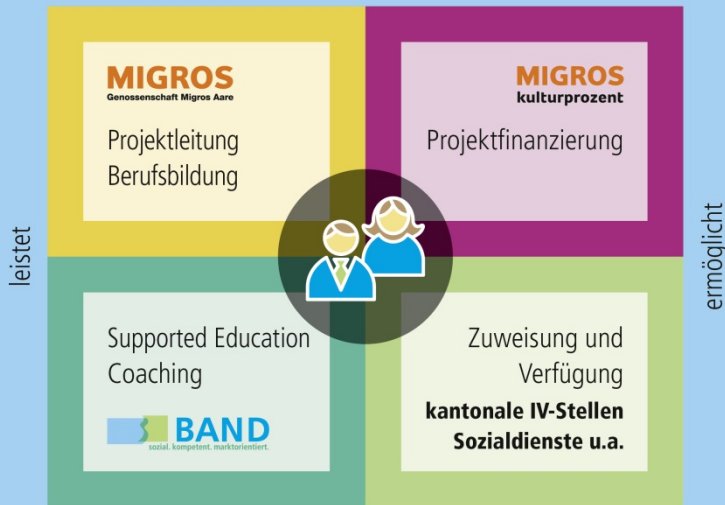 leistet
MIGROS
Genossenschaft Migros Aare
Projektleitung
Berufsbildung
MIGROS
kulturprozent
Projektfinanzierung
Supported Education
Coaching
BAND
sozial. kompetent. marktorientiert.
Zuweisung und
Verfügung
kantonale IV-Stellen
Sozialdienste u.a.
ermöglicht